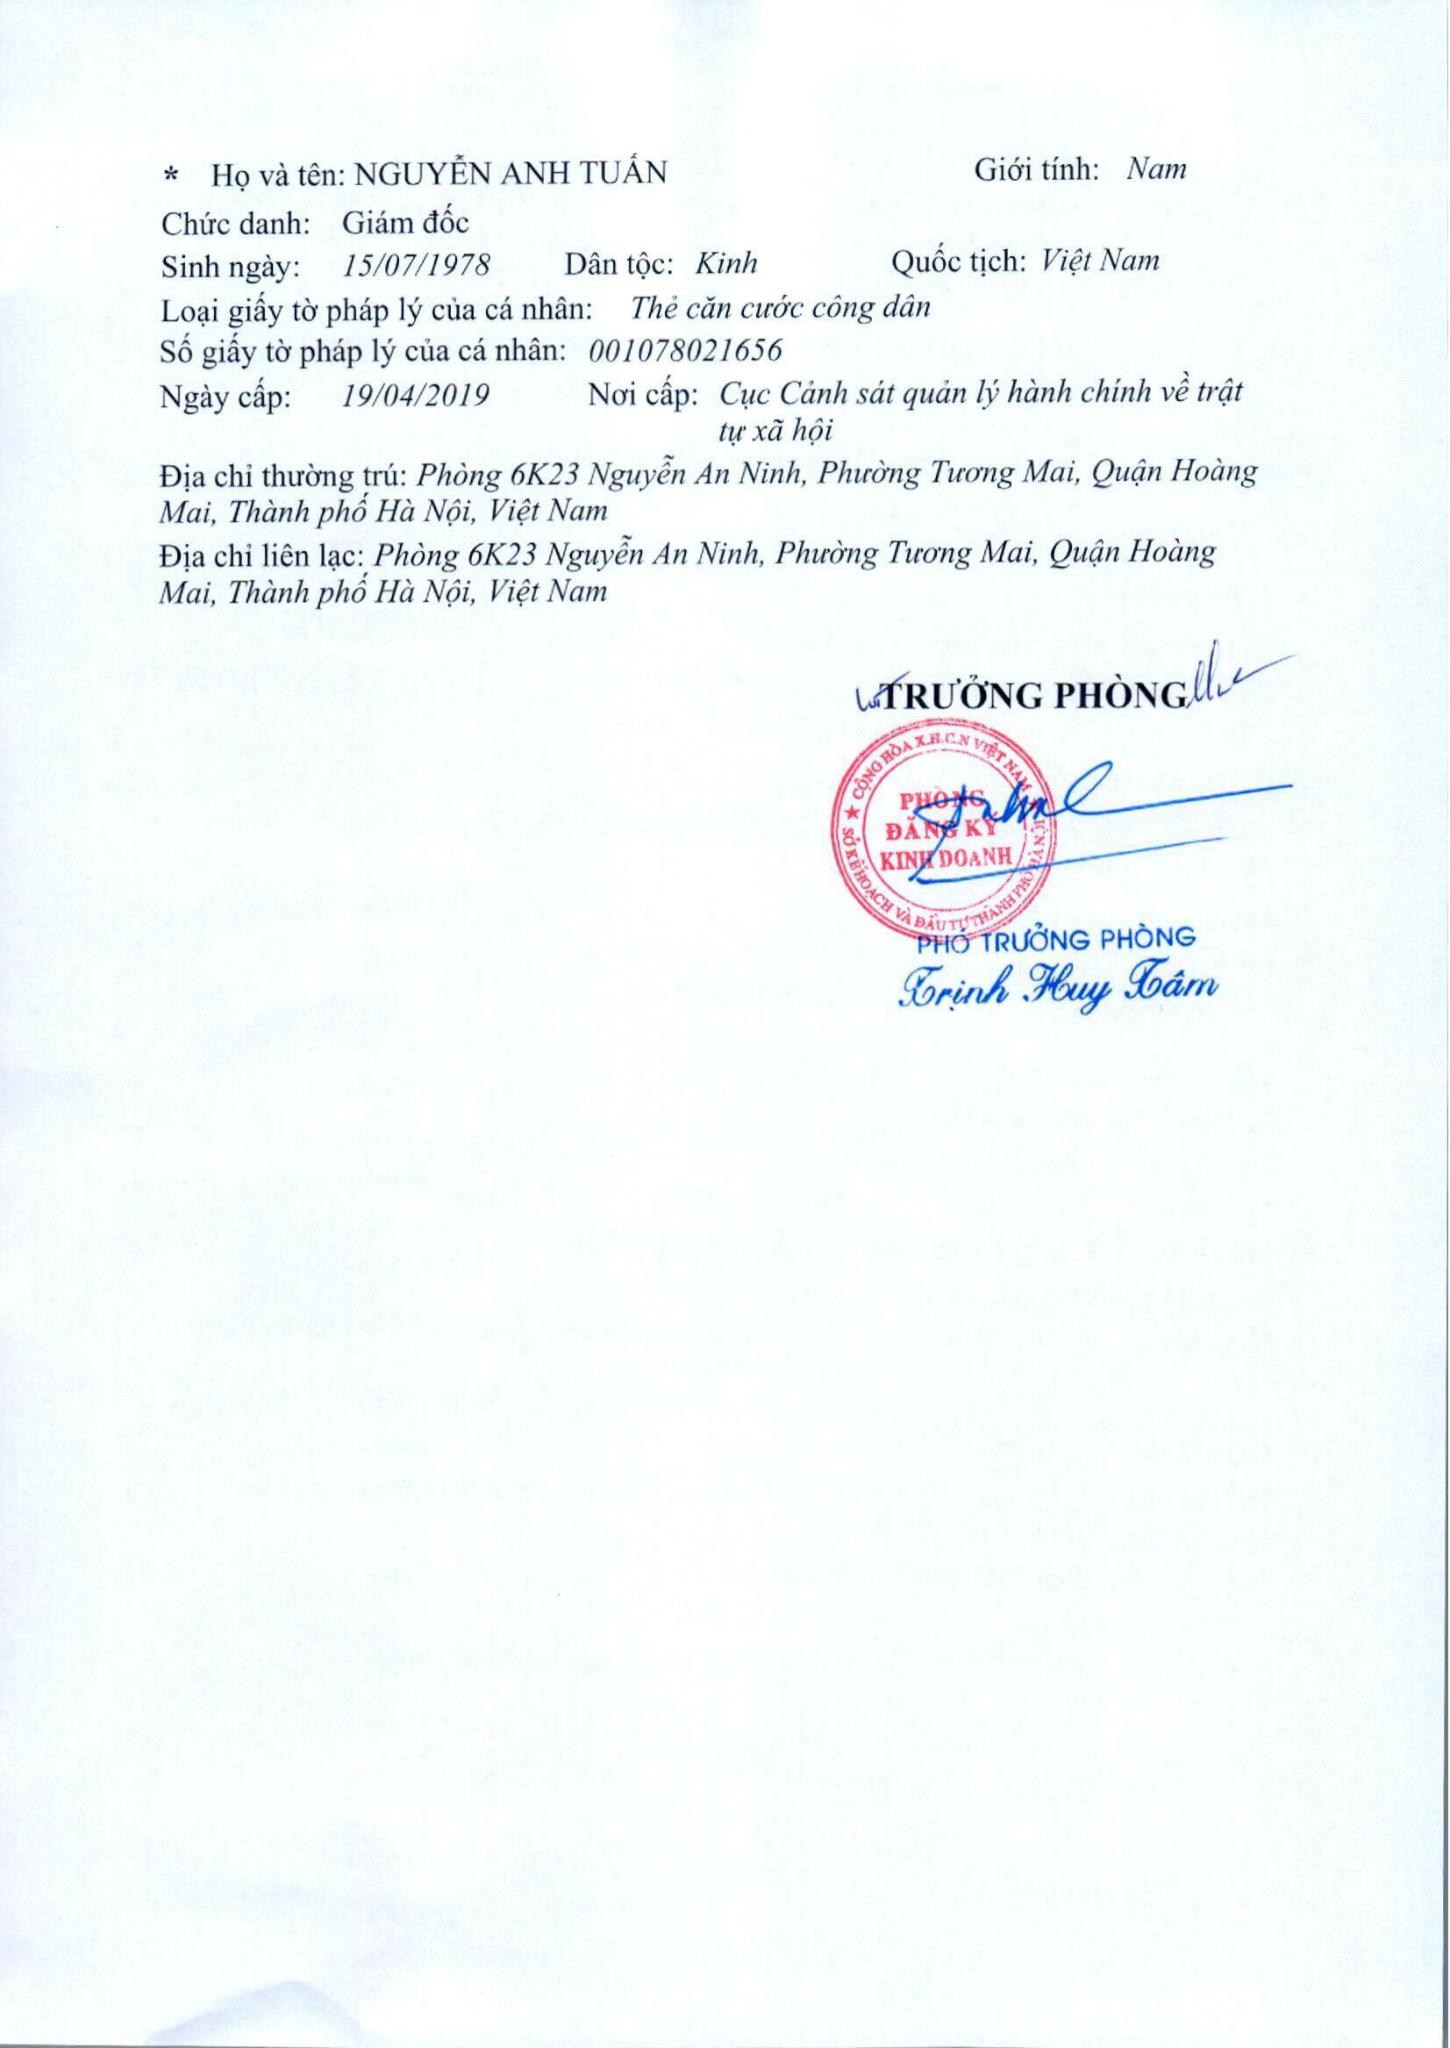 * Họ và tên: NGUYỄN ANH TUẤN Giới tính: Nam
Chức danh: Giám đốc
Sinh ngày: 15/07/1978 Dân tộc: Kinh Quốc tịch: Việt Nam
Loại giấy tờ pháp lý của cá nhân: Thẻ căn cước công dân
Số giấy tờ pháp lý của cá nhân: 001078021656
Ngày cấp: 19/04/2019 Nơi cấp: Cục Cảnh sát quản lý hành chính về trật
tự xã hội
Địa chỉ thường trú: Phòng 6K23 Nguyễn An Ninh, Phường Tương Mai, Quận Hoàng
Mai, Thành phố Hà Nội, Việt Nam
Địa chỉ liên lạc: Phòng 6K23 Nguyễn An Ninh, Phường Tương Mai, Quận Hoàng
Mai, Thành phố Hà Nội, Việt Nam
TRƯỞNG PHÒNG
★ CỘNG HÒA X.H.C.N VIỆT NAM ★
PHÒNG
ĐĂNG KÝ
KINH DOANH
SỞ KẾ HOẠCH VÀ ĐẦU TƯ THÀNH PHỐ HÀ NỘI
PHÓ TRƯỞNG PHÒNG
Trịnh Huy Tâm